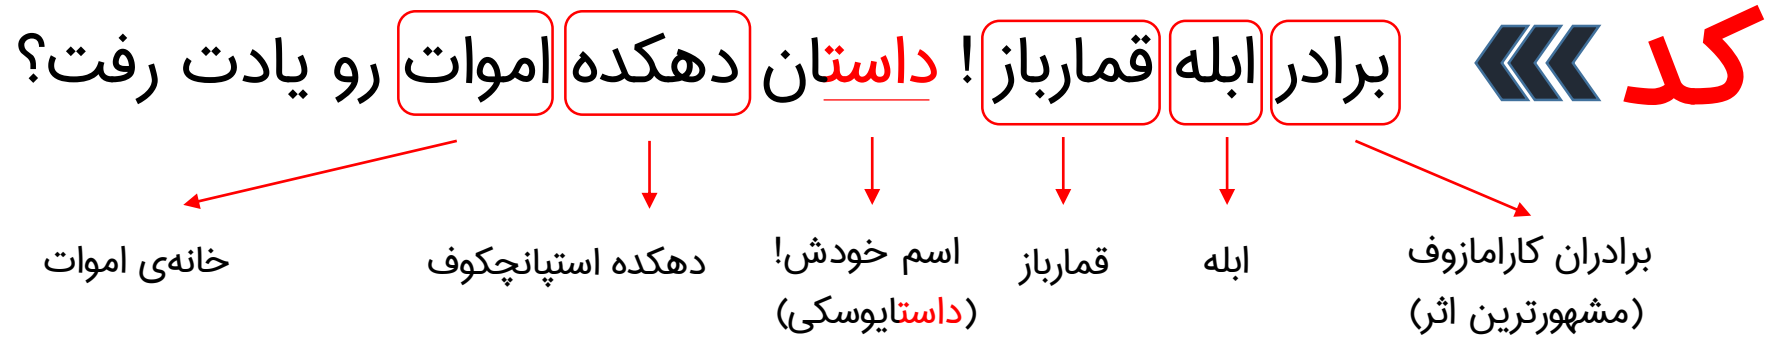 کد
برادر ابله قمارباز ! داستان دهکده اموات رو یادت رفت؟
برادران کارامازوف
(مشهورترین اثر)
ابله
قمارباز
اسم خودش!
(داستایوسکی)
دهکده استپانچکوف
خانه‌ی اموات